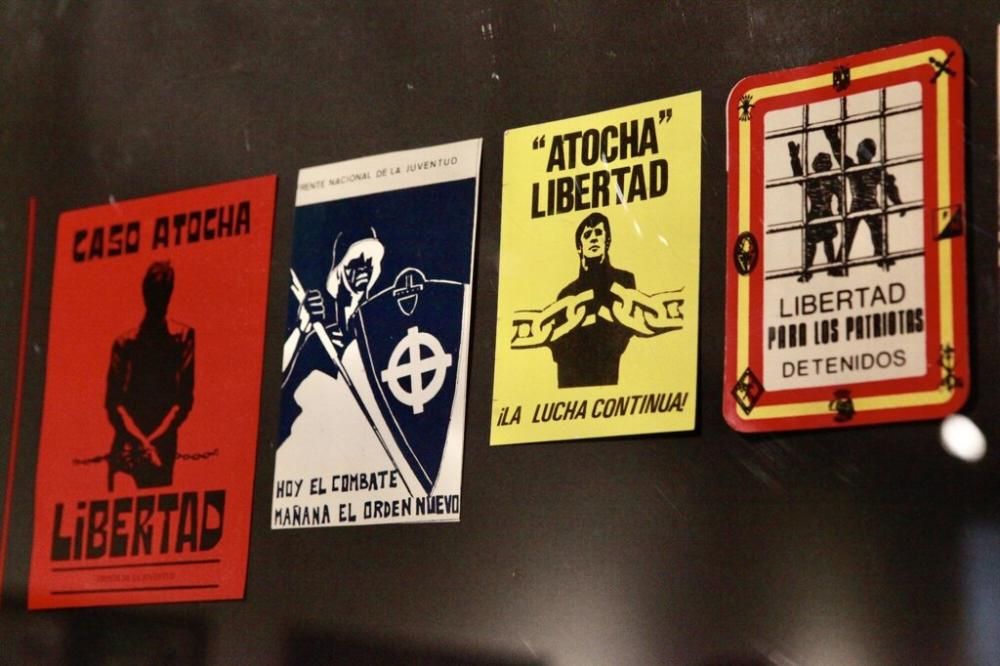 CASO ATOCHA
LIBERTAD
RENTE NACIONAL DE LA JUVENTUD
HOY EL COMBATE
MAÑANA EL ORDEN NUEVO
"ATOCHA"
LIBERTAD
¡LA LUCHA CONTINUA!
LIBERTAD
PARA LOS PATRIOTAS
DETENIDOS